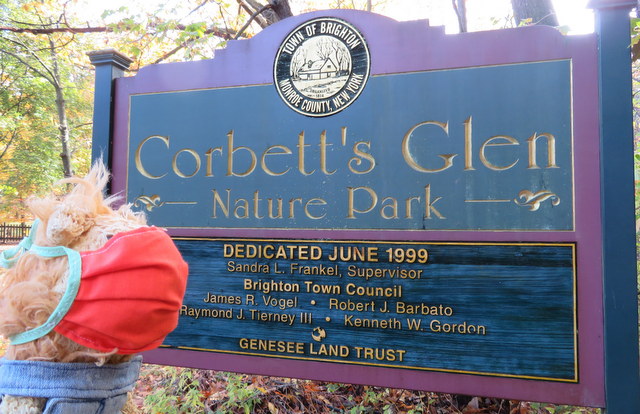 TOWN OF BRIGHTON
MONROE COUNTY, NEW YORK
Corbett's Glen
Nature Park
DEDICATED JUNE 1999
Sandra L. Frankel, Supervisor
Brighton Town Council
James R. Vogel • Robert J. Barbato
Raymond J. Tierney III • Kenneth W. Gordon
GENESEE LAND TRUST